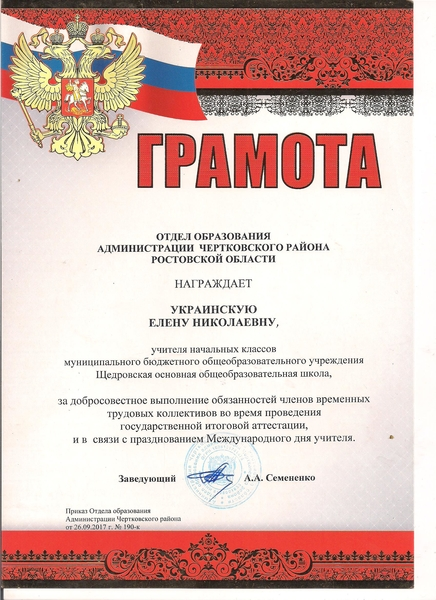 ГРАМОТА
ОТДЕЛ ОБРАЗОВАНИЯ
АДМИНИСТРАЦИИ ЧЕРТКОВСКОГО РАЙОНА
РОСТОВСКОЙ ОБЛАСТИ
НАГРАЖДАЕТ
УКРАИНСКУЮ
ЕЛЕНУ НИКОЛАЕВНУ,
учителя начальных классов
муниципального бюджетного общеобразовательного учреждения
Щедровская основная общеобразовательная школа,
за добросовестное выполнение обязанностей членов временных
трудовых коллективов во время проведения
государственной итоговой аттестации,
и в связи с празднованием Международного дня учителя.
Заведующий А.А. Семененко
Приказ Отдела образования
Администрации Чертковского района
от 26.09.2017 г. № 190-к